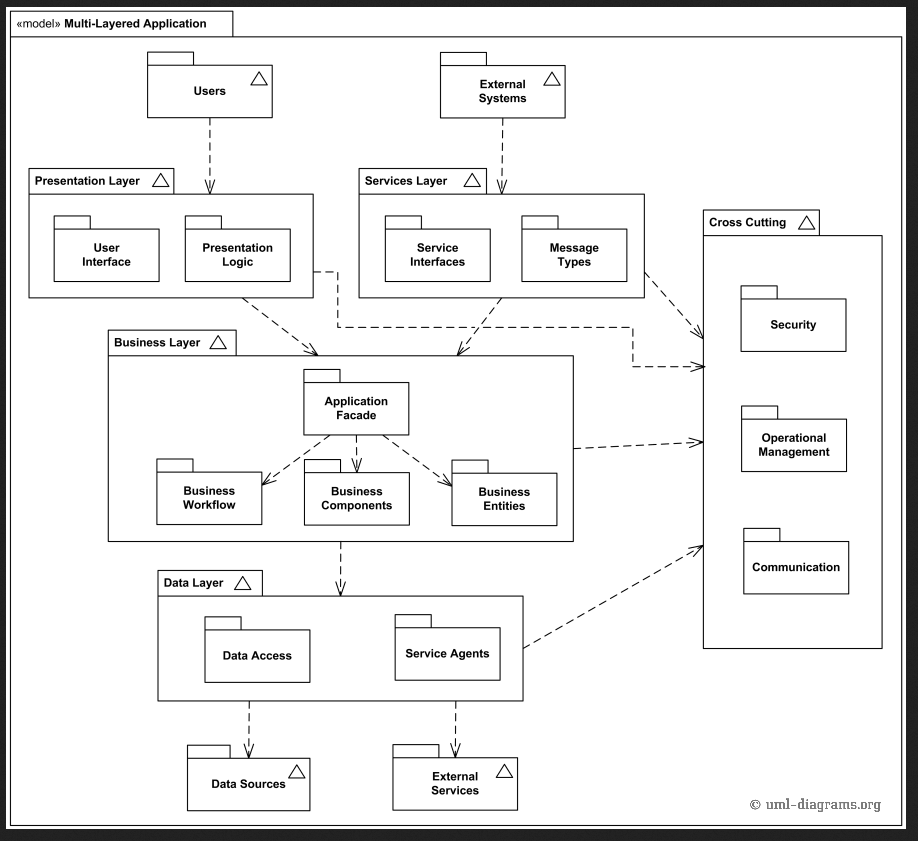 «model» Multi-Layered Application
Users
External
Systems
Presentation Layer
User
Interface
Presentation
Logic
Services Layer
Service
Interfaces
Message
Types
Cross Cutting
Security
Operational
Management
Communication
Business Layer
Application
Facade
Business
Workflow
Business
Components
Business
Entities
Data Layer
Data Access
Service Agents
Data Sources
External
Services
© uml-diagrams.org